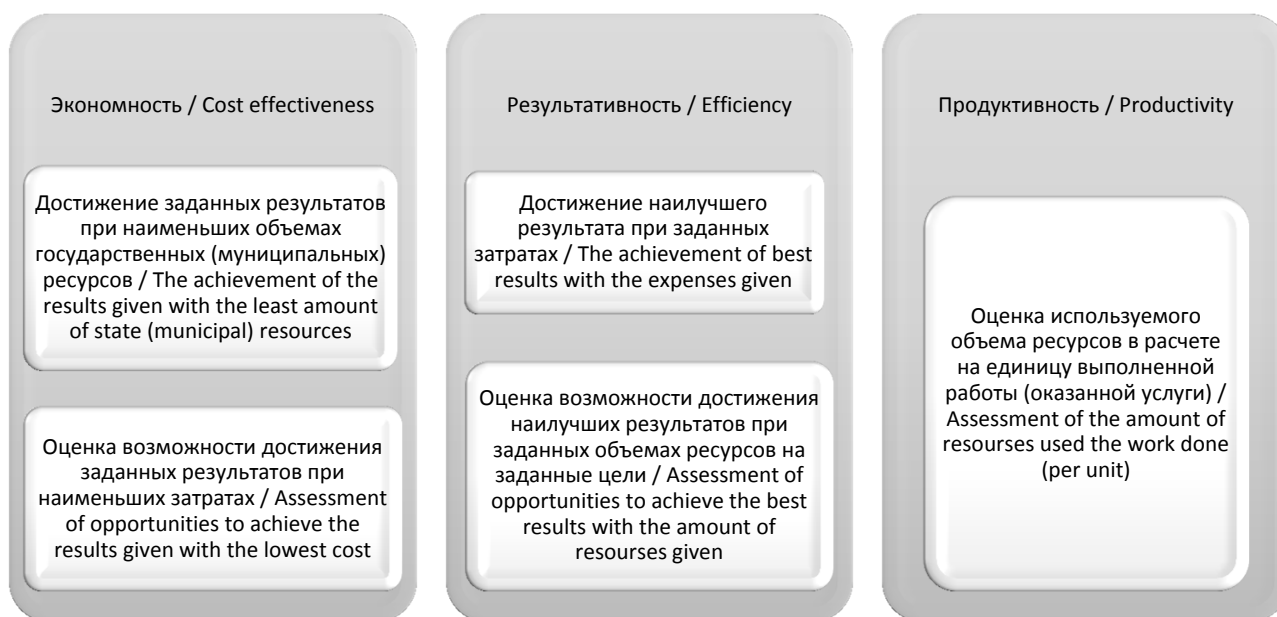 Экономность / Cost effectiveness
Достижение заданных результатов
при наименьших объемах
государственных (муниципальных)
ресурсов / The achievement of the
results given with the least amount
of state (municipal) resources
Оценка возможности достижения
заданных результатов при
наименьших затратах / Assessment
of opportunities to achieve the
results given with the lowest cost
Результативность / Efficiency
Достижение наилучшего
результата при заданных
затратах / The achievement of best
results with the expenses given
Оценка возможности достижения
наилучших результатов при
заданных объемах ресурсов на
заданные цели / Assessment of
opportunities to achieve the best
results with the amount of
resourses given
Продуктивность / Productivity
Оценка используемого
объема ресурсов в расчете
на единицу выполненной
работы (оказанной услуги) /
Assessment of the amount of
resourses used the work done
(per unit)